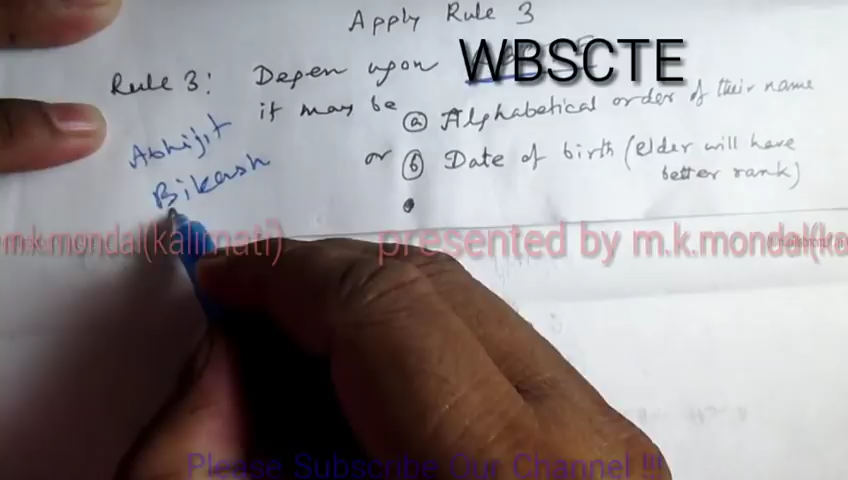 Apply Rule 3
Rule 3: Depen upon WBSCTE
it may be ⓐ Alphabetical order of their name
or ⓑ Date of birth (elder will have
better rank)
Abhijit
Bikash
m.k.mondal(kalimati) presented by m.k.mondal(ka
Please Subscribe Our Channel !!!